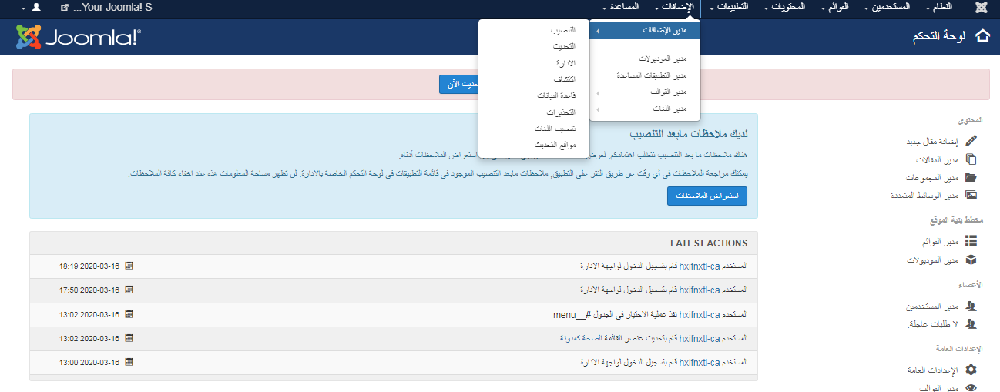 النظام
المستخدمين
القوائم
المحتويات
التطبيقات
الإضافات
المساعدة
Your Joomla! S...
لوحة التحكم
Joomla!®
مدير الإضافات
مدير الموديولات
مدير التطبيقات المساعدة
مدير القوالب
مدير اللغات
التنصيب
التحديث
الادارة
اكتشاف
قاعدة البيانات
التحذيرات
تنصيب اللغات
مواقع التحديث
حديث الآن
المحتوى
إضافة مقال جديد
مدير المقالات
مدير المجموعات
مدير الوسائط المتعددة
مخطط بنية الموقع
مدير القوائم
مدير الموديولات
الأعضاء
مدير المستخدمين
لا طلبات عاجلة.
الإعدادات العامة
الإعدادات العامة
مدير القوالب
لديك ملاحظات مابعد التنصيب
هناك ملاحظات ما بعد التنصيب تتطلب اهتمامكم. لعرض استعراض الملاحظات أدناه.
يمكنك مراجعة الملاحظات في أي وقت عن طريق النقر على التطبيق, ملاحظات مابعد التنصيب الموجود في قائمة التطبيقات في لوحة التحكم الخاصة بالادارة. لن تظهر مساحة المعلومات هذه عند اخفاء كافة الملاحظات.
استعراض الملاحظات
LATEST ACTIONS
المستخدم hxifnxtl-ca قام بتسجيل الدخول لواجهة الادارة 2020-03-16 18:19
المستخدم hxifnxtl-ca قام بتسجيل الدخول لواجهة الادارة 2020-03-16 17:50
المستخدم hxifnxtl-ca نفذ عملية الاختيار في الجدول #__menu 2020-03-16 13:02
المستخدم hxifnxtl-ca قام بتحديث عنصر القائمة الصحة كمدونة 2020-03-16 13:02
المستخدم hxifnxtl-ca قام بتسجيل الدخول لواجهة الادارة 2020-03-16 13:00